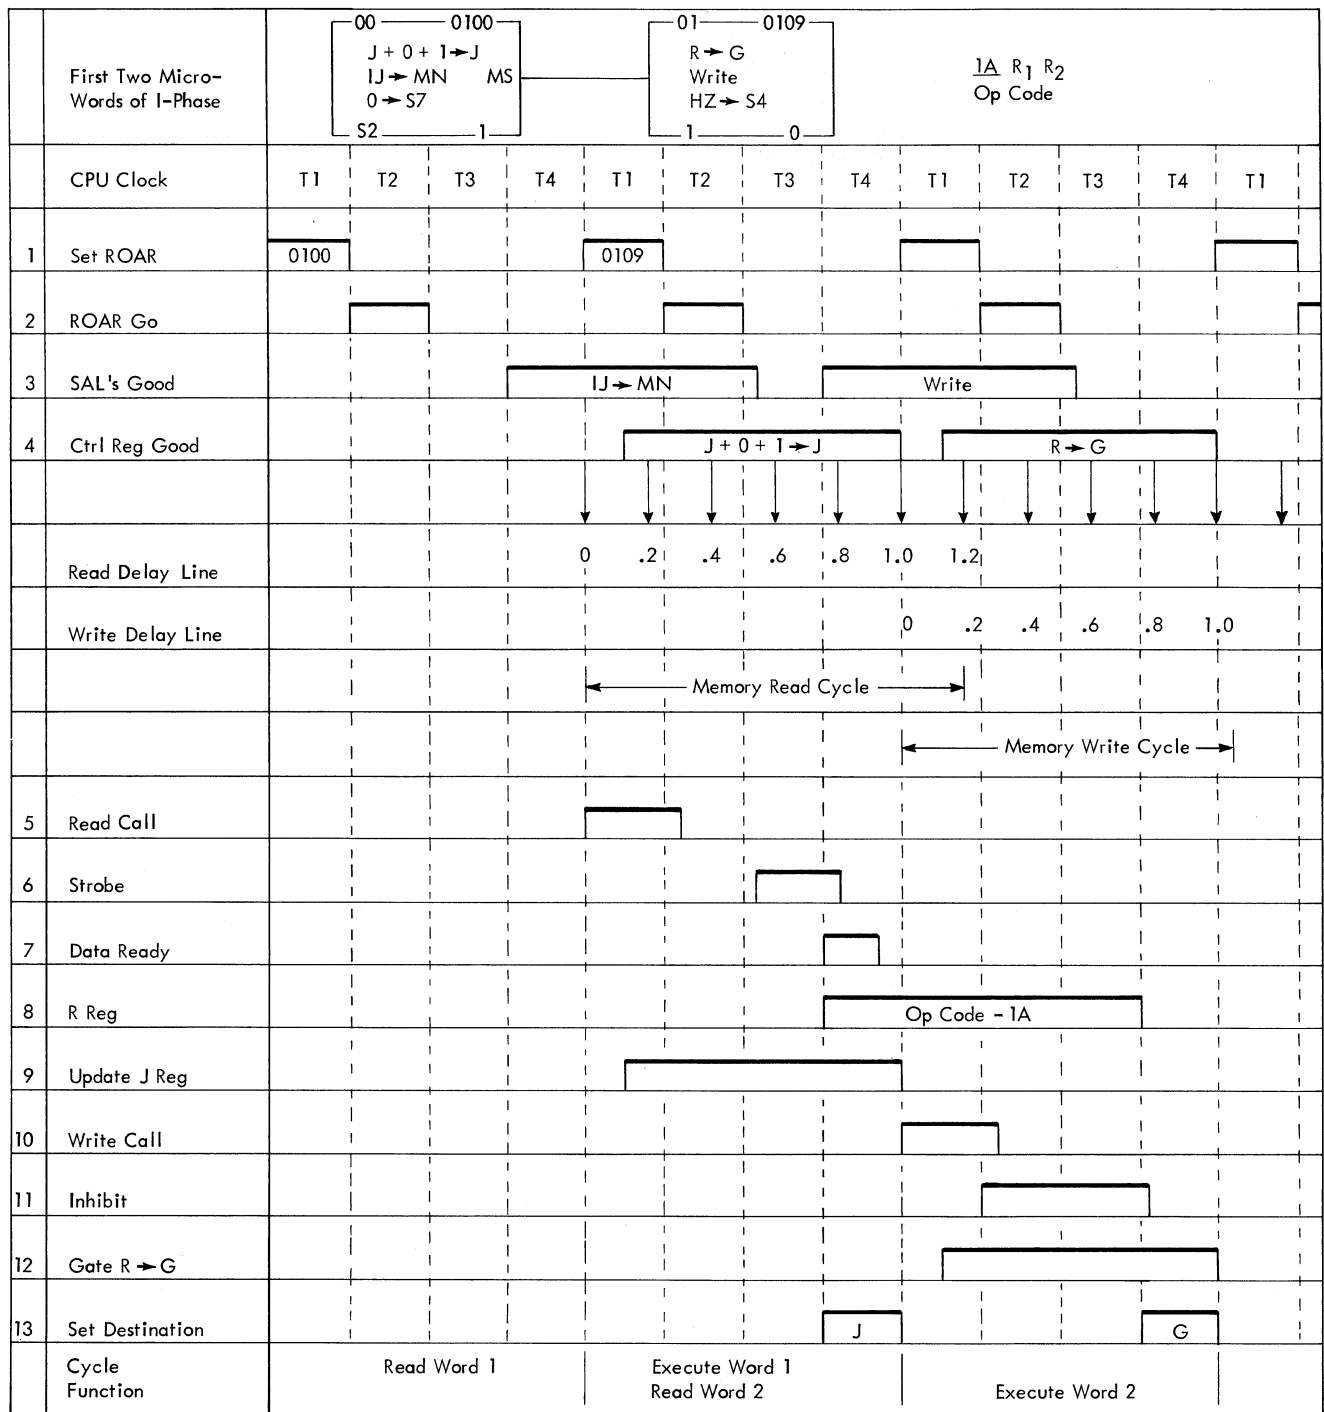 00 0100
J + 0 + 1 → J
IJ → MN MS
0 → S7
S2 1
01 0109
R → G
Write
HZ → S4
1 0
First Two Micro-
Words of I-Phase
1A R1 R2
Op Code
CPU Clock T1 T2 T3 T4 T1 T2 T3 T4 T1 T2 T3 T4 T1
1 Set ROAR 0100 0109
2 ROAR Go
3 SAL's Good IJ → MN Write
4 Ctrl Reg Good J + 0 + 1 → J R → G
Read Delay Line 0 .2 .4 .6 .8 1.0 1.2
Write Delay Line 0 .2 .4 .6 .8 1.0
Memory Read Cycle
Memory Write Cycle
5 Read Call
6 Strobe
7 Data Ready
8 R Reg Op Code - 1A
9 Update J Reg
10 Write Call
11 Inhibit
12 Gate R → G
13 Set Destination J G
Cycle
Function
Read Word 1
Execute Word 1
Read Word 2
Execute Word 2